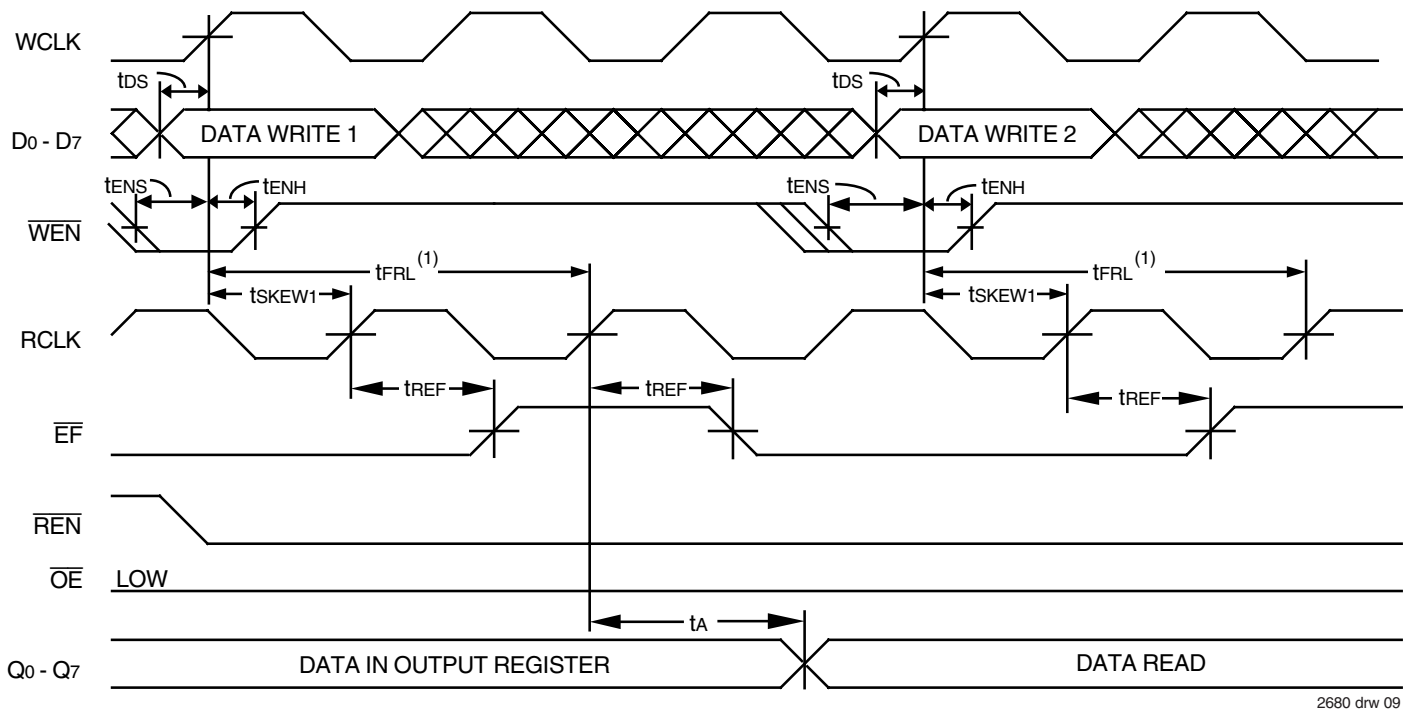 WCLK
tDS tDS
D0 - D7 DATA WRITE 1 DATA WRITE 2
tENS tENH tENS tENH
WEN
tFRL (1) tFRL (1)
tSKEW1 tSKEW1
RCLK
tREF tREF tREF
EF
REN
OE LOW
tA
Q0 - Q7 DATA IN OUTPUT REGISTER DATA READ
2680 drw 09